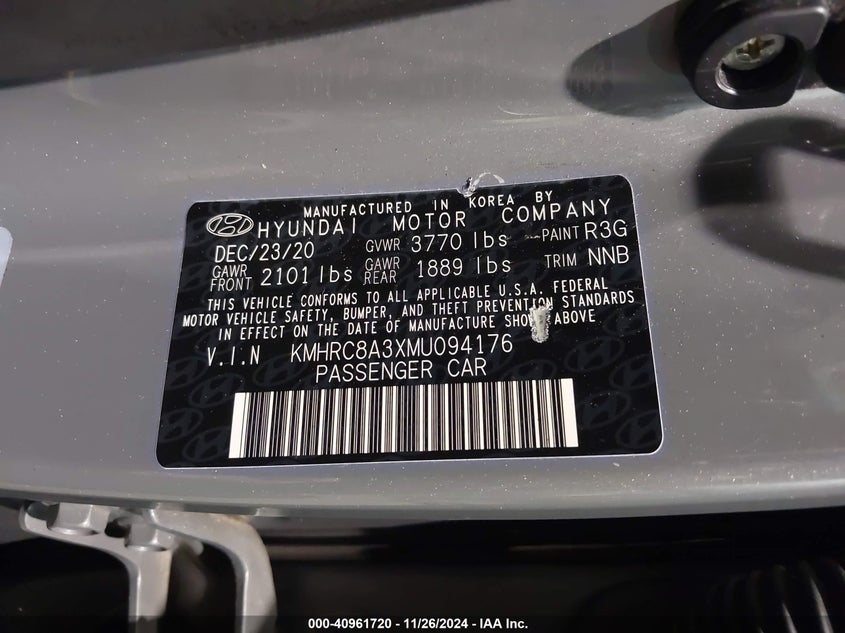 MANUFACTURED IN KOREA BY
HYUNDAI MOTOR COMPANY
DEC/23/20 GVWR 3770 lbs PAINT R3G
GAWR FRONT 2101 lbs GAWR REAR 1889 lbs TRIM NNB
THIS VEHICLE CONFORMS TO ALL APPLICABLE U.S.A. FEDERAL
MOTOR VEHICLE SAFETY, BUMPER, AND THEFT PREVENTION STANDARDS
IN EFFECT ON THE DATE OF MANUFACTURE SHOWN ABOVE
V.I.N KMHRC8A3XMU094176
PASSENGER CAR
000-40961720 - 11/26/2024 - IAA Inc.